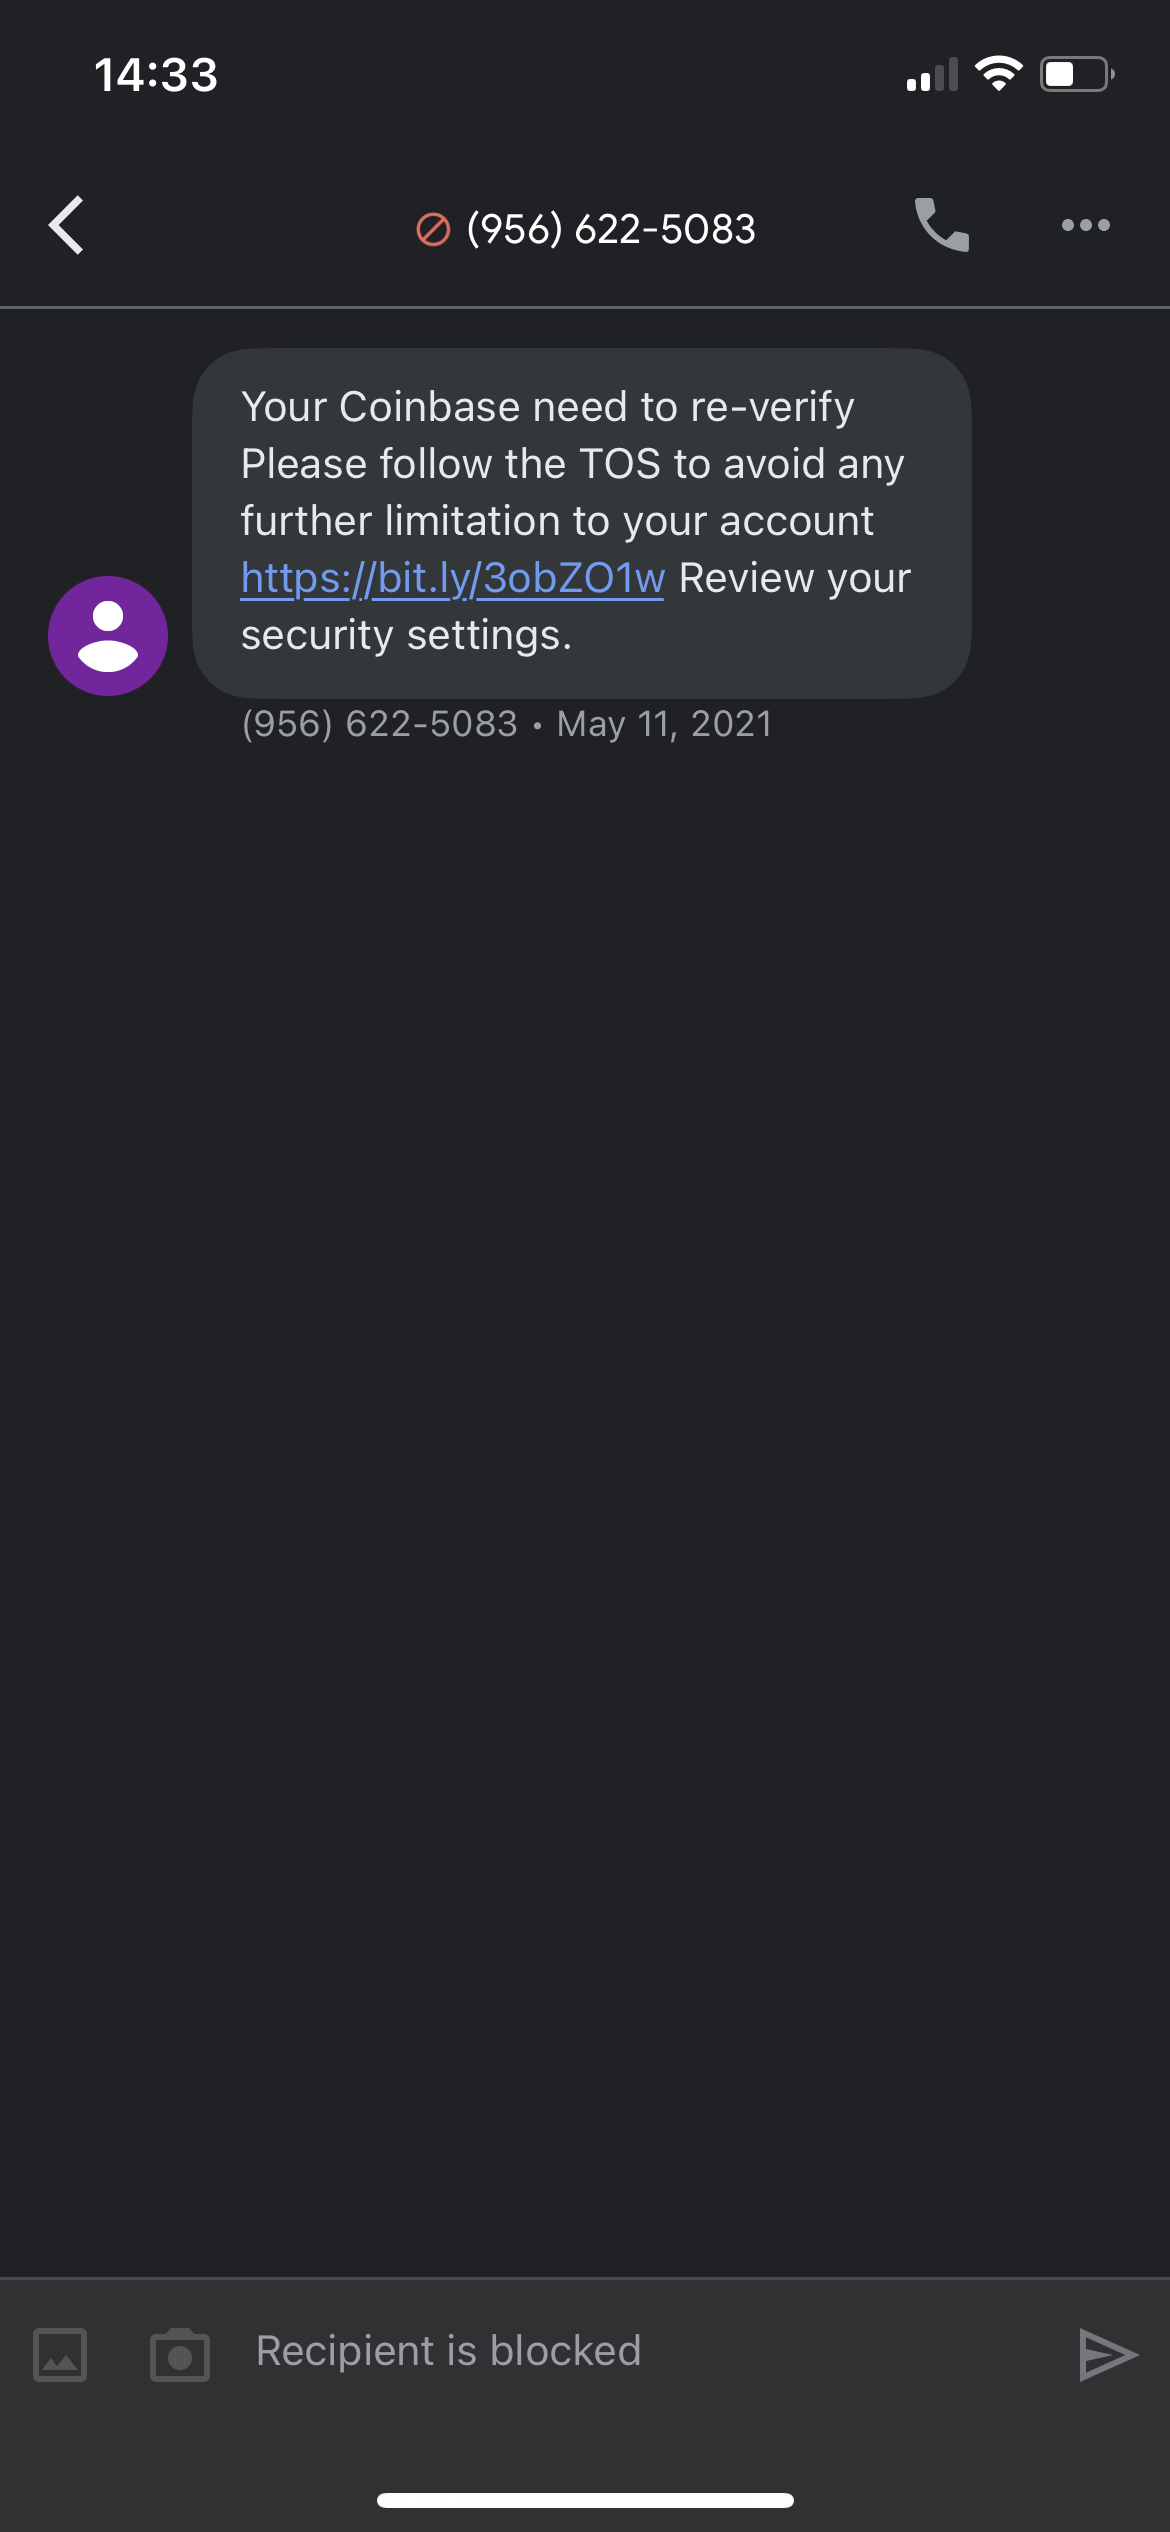 14:33
(956) 622-5083
Your Coinbase need to re-verify
Please follow the TOS to avoid any
further limitation to your account
https://bit.ly/3obZO1w Review your
security settings.
(956) 622-5083 • May 11, 2021
Recipient is blocked